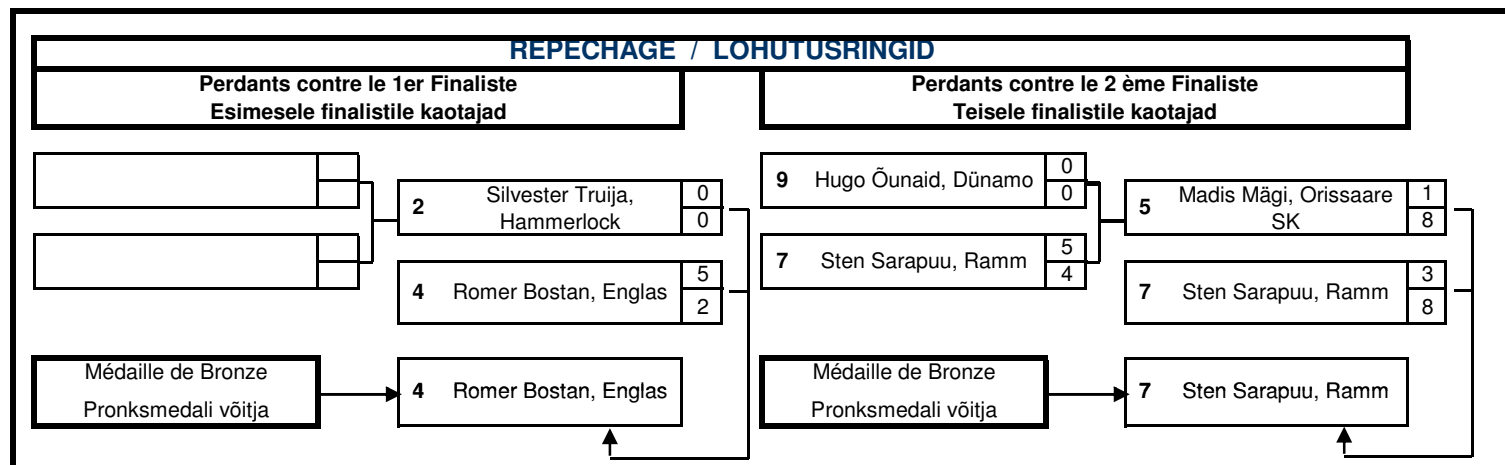 REPECHAGE / LOHUTUSRINGID
Perdants contre le 1er Finaliste
Esimesele finalistile kaotajad
Perdants contre le 2 ème Finaliste
Teisele finalistile kaotajad
2 Silvester Truija, Hammerlock 0 0
4 Romer Bostan, Englas 5 2
9 Hugo Õunaid, Dünamo 0 0
7 Sten Sarapuu, Ramm 5 4
5 Madis Mägi, Orissaare SK 1 8
7 Sten Sarapuu, Ramm 3 8
Médaille de Bronze
Pronksmedali võitja
4 Romer Bostan, Englas
Médaille de Bronze
Pronksmedali võitja
7 Sten Sarapuu, Ramm